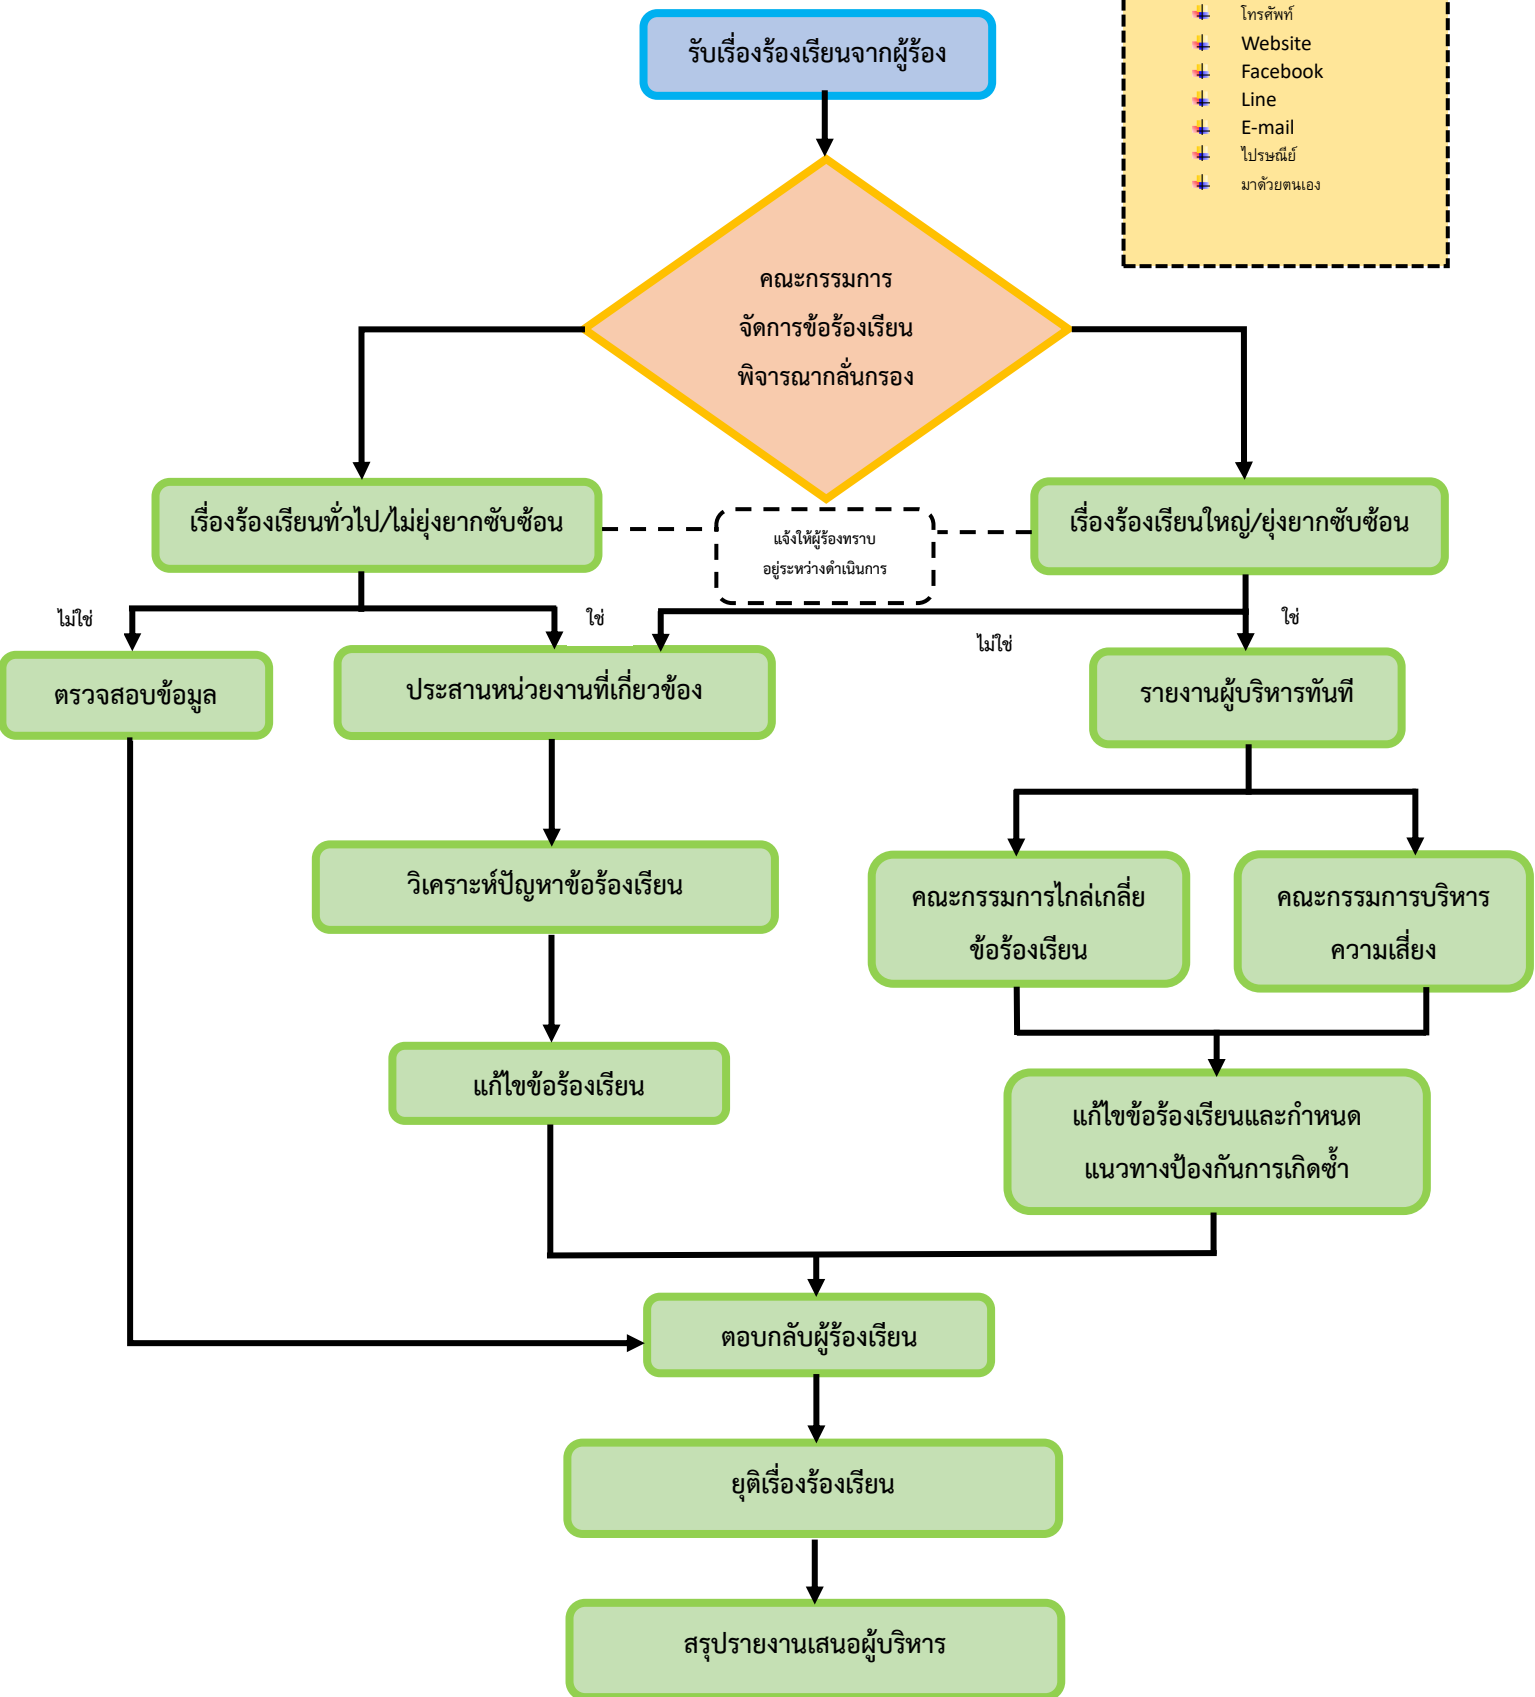 รับเรื่องร้องเรียนจากผู้ร้อง
โทรศัพท์
Website
Facebook
Line
E-mail
ไปรษณีย์
มาด้วยตนเอง
คณะกรรมการ
จัดการข้อร้องเรียน
พิจารณากลั่นกรอง
เรื่องร้องเรียนทั่วไป/ไม่ยุ่งยากซับซ้อน
แจ้งให้ผู้ร้องทราบ
อยู่ระหว่างดำเนินการ
เรื่องร้องเรียนใหญ่/ยุ่งยากซับซ้อน
ไม่ใช่
ใช่
ไม่ใช่
ใช่
ตรวจสอบข้อมูล
ประสานหน่วยงานที่เกี่ยวข้อง
รายงานผู้บริหารทันที
วิเคราะห์ปัญหาข้อร้องเรียน
คณะกรรมการไกล่เกลี่ย
ข้อร้องเรียน
คณะกรรมการบริหาร
ความเสี่ยง
แก้ไขข้อร้องเรียน
แก้ไขข้อร้องเรียนและกำหนด
แนวทางป้องกันการเกิดซ้ำ
ตอบกลับผู้ร้องเรียน
ยุติเรื่องร้องเรียน
สรุปรายงานเสนอผู้บริหาร